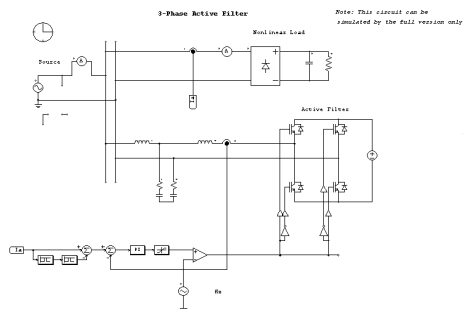 3-Phase Active Filter
Note: This circuit can be
simulated by the full version only
Nonlinear Load
Source
A
A
Ia
Active Filter
Ia
PI